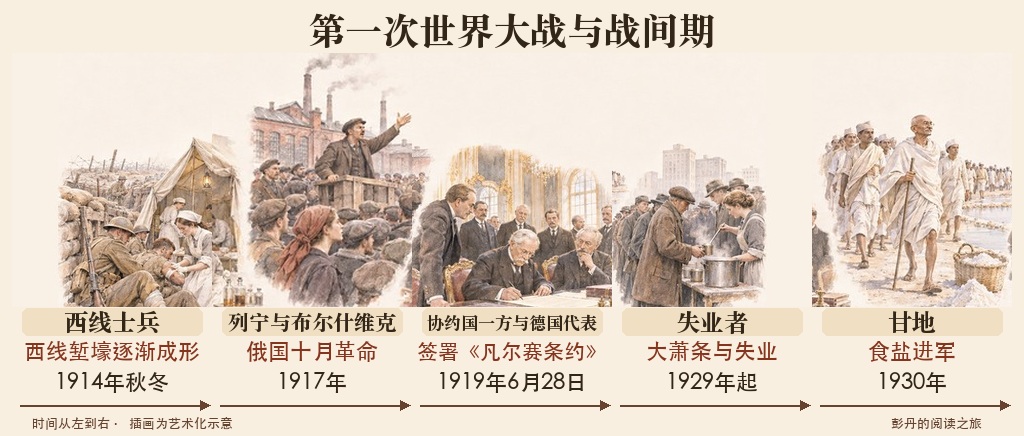 第一次世界大战与战间期
西线士兵
西线堑壕逐渐成形
1914年秋冬
列宁与布尔什维克
俄国十月革命
1917年
协约国一方与德国代表
签署《凡尔赛条约》
1919年6月28日
失业者
大萧条与失业
1929年起
甘地
食盐进军
1930年
时间从左到右· 插画为艺术化示意
彭丹的阅读之旅